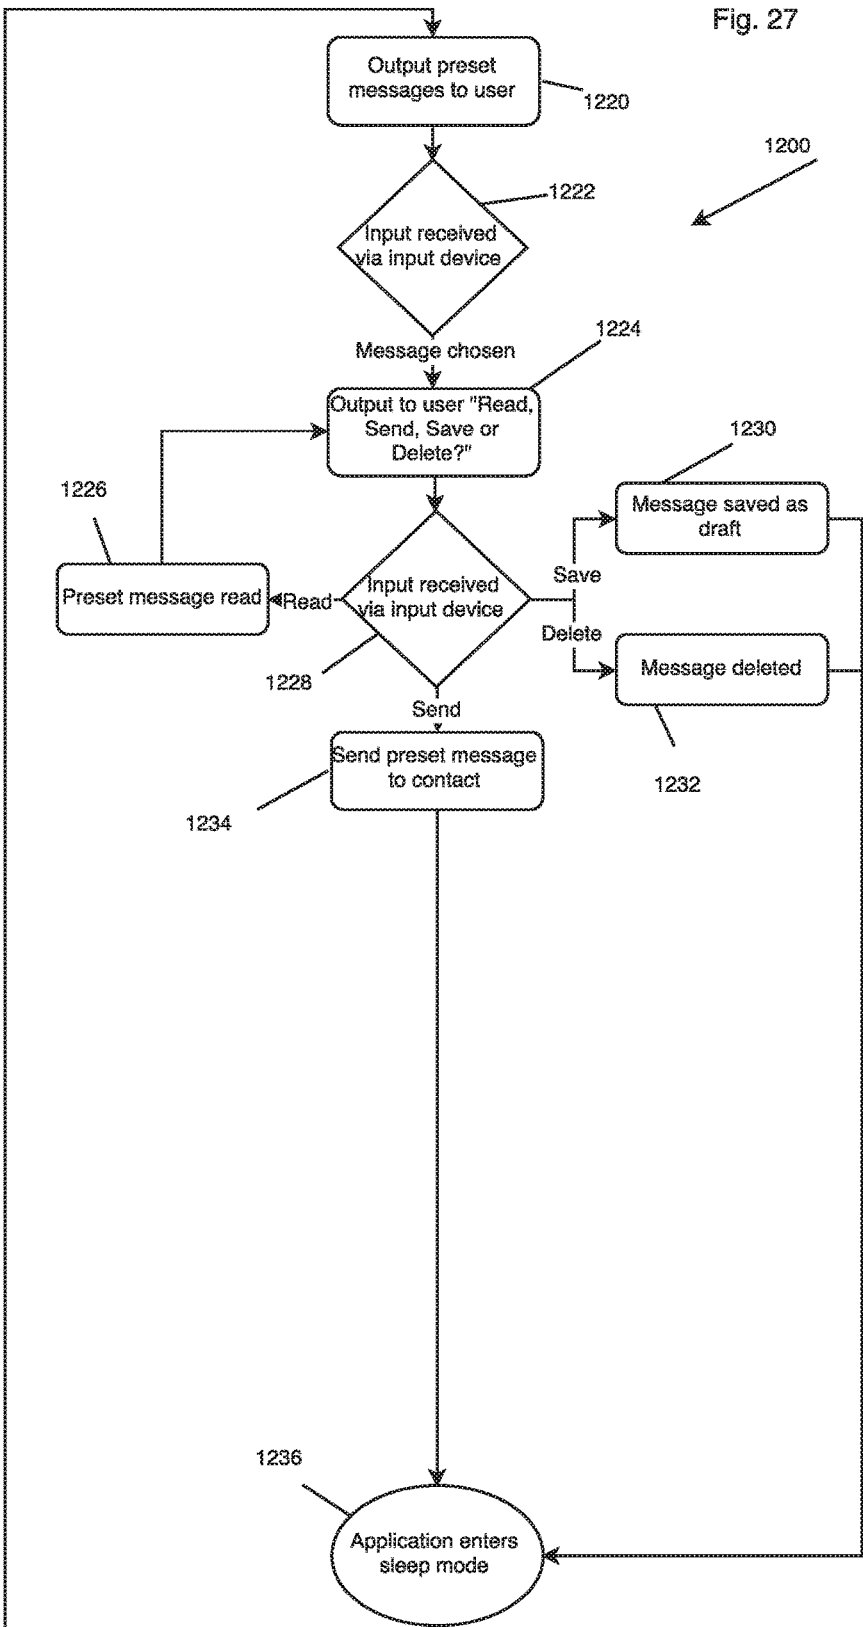 Fig. 27
Output preset
messages to user
1220
1200
1222
Input received
via input device
Message chosen
1224
Output to user "Read,
Send, Save or
Delete?"
1230
Message saved as
draft
1226
Preset message read
Read
Input received
via input device
Save
Delete
1228
Message deleted
1232
Send
Send preset message
to contact
1234
1236
Application enters
sleep mode